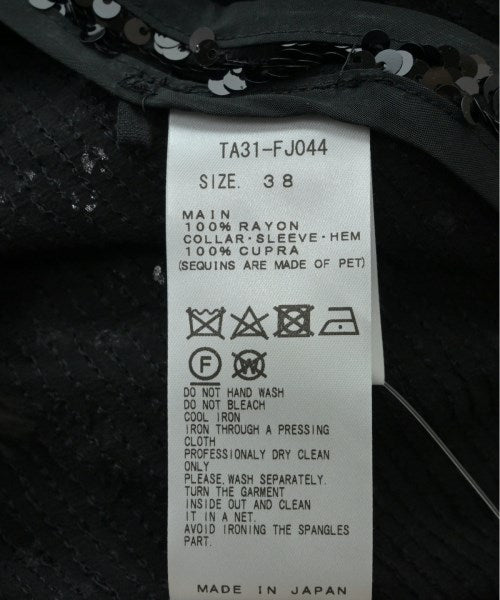 TA31-FJ044
SIZE. 38
MAIN
100% RAYON
COLLAR·SLEEVE·HEM
100% CUPRA
(SEQUINS ARE MADE OF PET)
F W
DO NOT HAND WASH
DO NOT BLEACH
COOL IRON
IRON THROUGH A PRESSING
CLOTH
PROFESSIONALY DRY CLEAN
ONLY
PLEASE,WASH SEPARATELY.
TURN THE GARMENT
INSIDE OUT AND CLEAN
IT IN A NET.
AVOID IRONING THE SPANGLES
PART.
MADE IN JAPAN